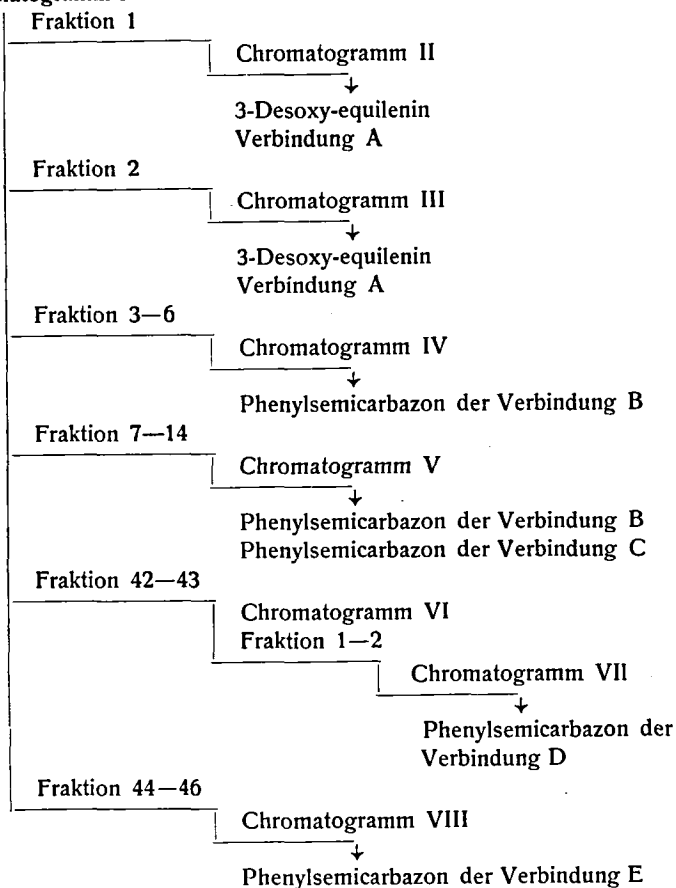 Fraktion 1
Chromatogramm II
3-Desoxy-equilenin
Verbindung A
Fraktion 2
Chromatogramm III
3-Desoxy-equilenin
Verbindung A
Fraktion 3—6
Chromatogramm IV
Phenylsemicarbazon der Verbindung B
Fraktion 7—14
Chromatogramm V
Phenylsemicarbazon der Verbindung B
Phenylsemicarbazon der Verbindung C
Fraktion 42—43
Chromatogramm VI
Fraktion 1—2
Chromatogramm VII
Phenylsemicarbazon der
Verbindung D
Fraktion 44—46
Chromatogramm VIII
Phenylsemicarbazon der Verbindung E